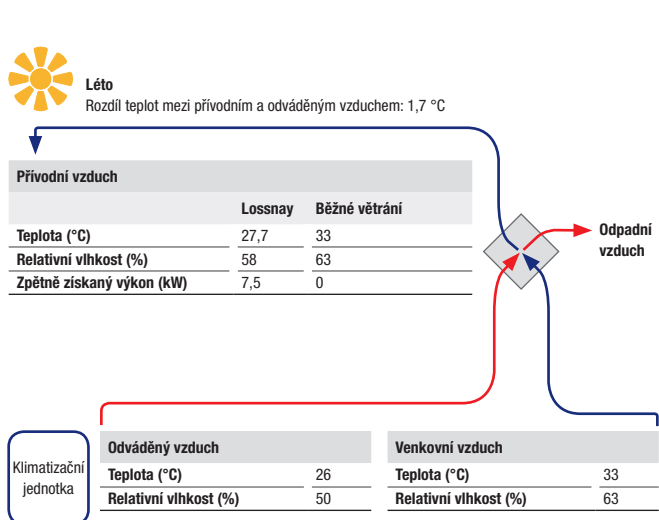 Léto
Rozdíl teplot mezi přívodním a odváděným vzduchem: 1,7 °C
Přívodní vzduch
Lossnay Běžné větrání
Teplota (°C) 27,7 33
Relativní vlhkost (%) 58 63
Zpětně získaný výkon (kW) 7,5 0
Odpadní
vzduch
Klimatizační
jednotka
Odváděný vzduch
Teplota (°C) 26
Relativní vlhkost (%) 50
Venkovní vzduch
Teplota (°C) 33
Relativní vlhkost (%) 63